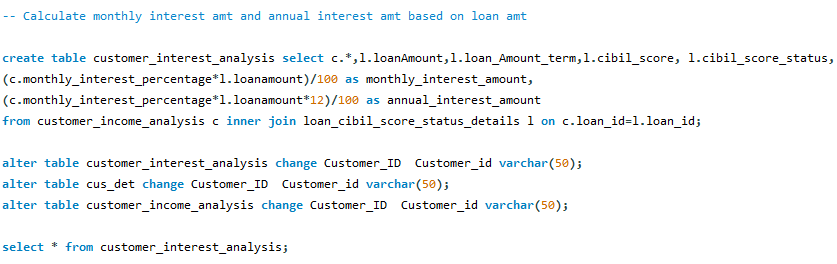 -- Calculate monthly interest amt and annual interest amt based on loan amt
create table customer_interest_analysis select c.*,l.loanAmount,l.loan_Amount_term,l.cibil_score, l.cibil_score_status,
(c.monthly_interest_percentage*l.loanamount)/100 as monthly_interest_amount,
(c.monthly_interest_percentage*l.loanamount*12)/100 as annual_interest_amount
from customer_income_analysis c inner join loan_cibil_score_status_details l on c.loan_id=l.loan_id;
alter table customer_interest_analysis change Customer_ID  Customer_id varchar(50);
alter table cus_det change Customer_ID  Customer_id varchar(50);
alter table customer_income_analysis change Customer_ID  Customer_id varchar(50);
select * from customer_interest_analysis;